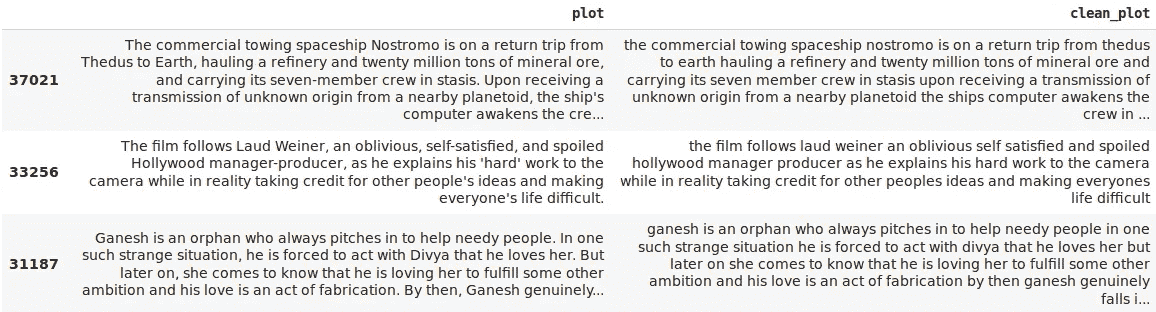 plot clean_plot
37021
The commercial towing spaceship Nostromo is on a return trip from
Thedus to Earth, hauling a refinery and twenty million tons of mineral ore,
and carrying its seven-member crew in stasis. Upon receiving a
transmission of unknown origin from a nearby planetoid, the ship's
computer awakens the cre...
the commercial towing spaceship nostromo is on a return trip from thedus
to earth hauling a refinery and twenty million tons of mineral ore and
carrying its seven member crew in stasis upon receiving a transmission of
unknown origin from a nearby planetoid the ships computer awakens the
crew in ...
33256
The film follows Laud Weiner, an oblivious, self-satisfied, and spoiled
Hollywood manager-producer, as he explains his 'hard' work to the
camera while in reality taking credit for other people's ideas and making
everyone's life difficult.
the film follows laud weiner an oblivious self satisfied and spoiled
hollywood manager producer as he explains his hard work to the camera
while in reality taking credit for other peoples ideas and making everyones
life difficult
31187
Ganesh is an orphan who always pitches in to help needy people. In one
such strange situation, he is forced to act with Divya that he loves her. But
later on, she comes to know that he is loving her to fulfill some other
ambition and his love is an act of fabrication. By then, Ganesh genuinely...
ganesh is an orphan who always pitches in to help needy people in one
such strange situation he is forced to act with divya that he loves her but
later on she comes to know that he is loving her to fulfill some other
ambition and his love is an act of fabrication by then ganesh genuinely
falls i...